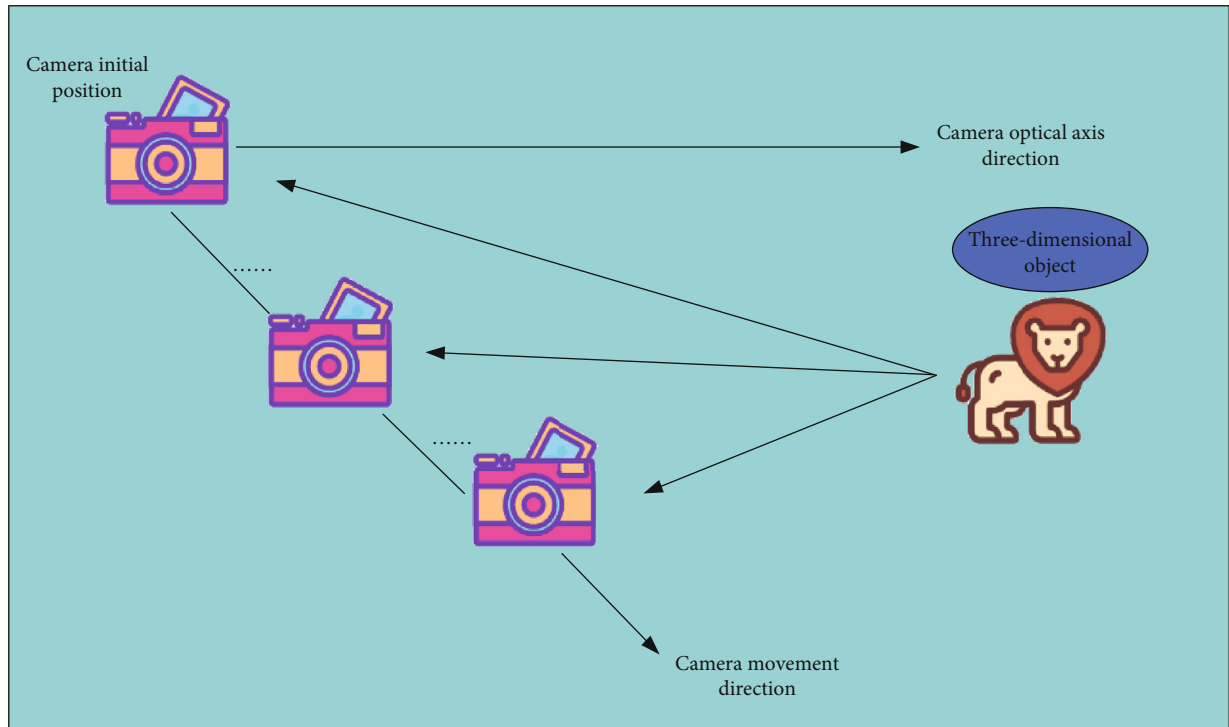 Camera initial
position
Camera optical axis
direction
Three-dimensional
object
......
......
Camera movement
direction